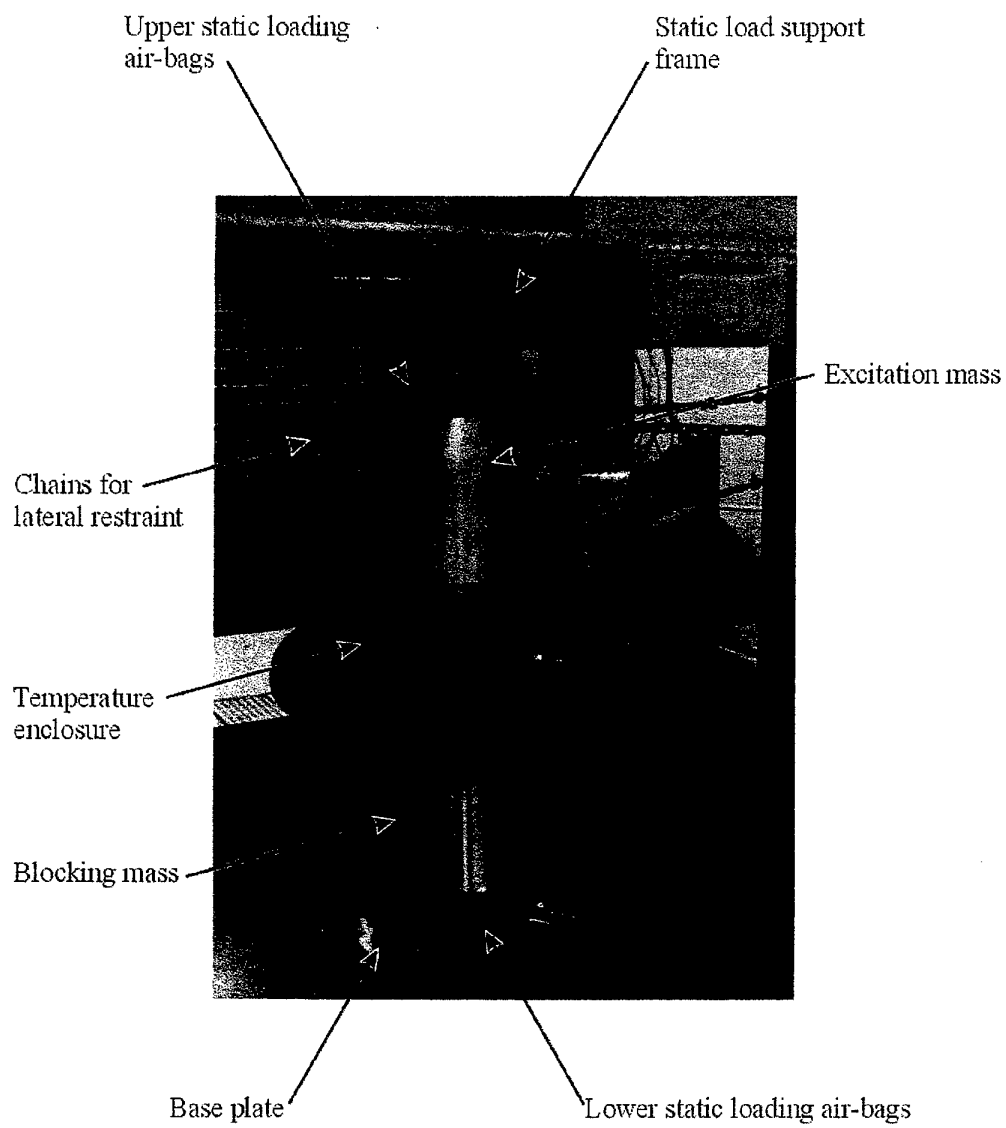 Upper static loading
air-bags
Static load support
frame
Excitation mass
Chains for
lateral restraint
Temperature
enclosure
Blocking mass
Base plate
Lower static loading air-bags